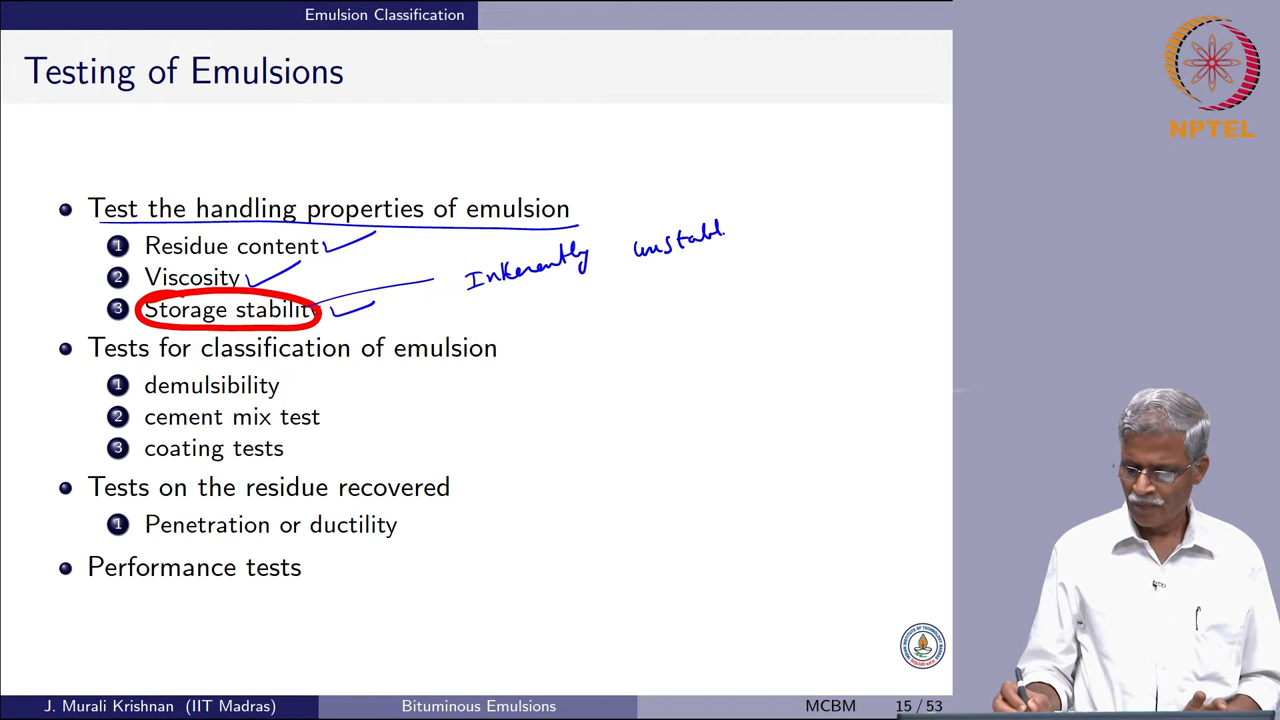 Emulsion Classification
Testing of Emulsions
NPTEL
Test the handling properties of emulsion
1 Residue content
2 Viscosity
3 Storage stability
Inherently unstabl
Tests for classification of emulsion
1 demulsibility
2 cement mix test
3 coating tests
Tests on the residue recovered
1 Penetration or ductility
Performance tests
J. Murali Krishnan (IIT Madras) Bituminous Emulsions MCBM 15 / 53